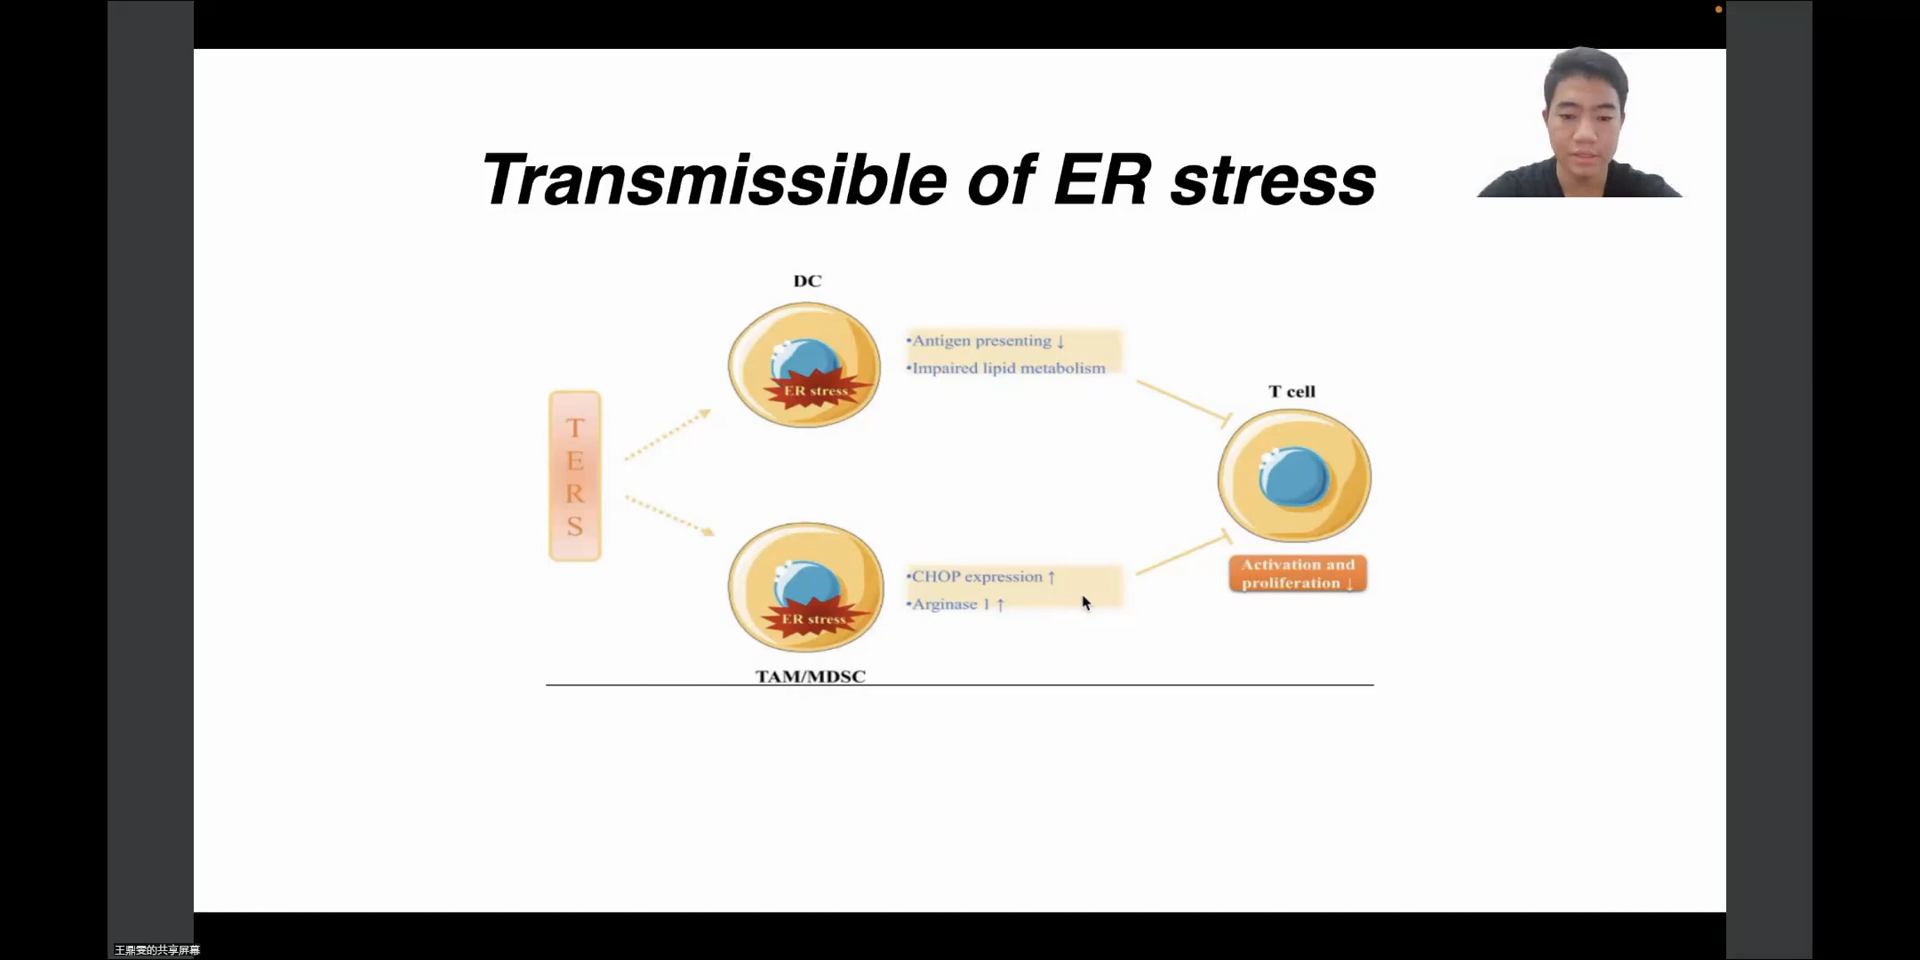 Transmissible of ER stress
DC
•Antigen presenting ↓
•Impaired lipid metabolism
ER stress
T cell
T
E
R
S
Activation and
proliferation ↓
•CHOP expression ↑
•Arginase 1 ↑
ER stress
TAM/MDSC
王鼎雯的共享屏幕